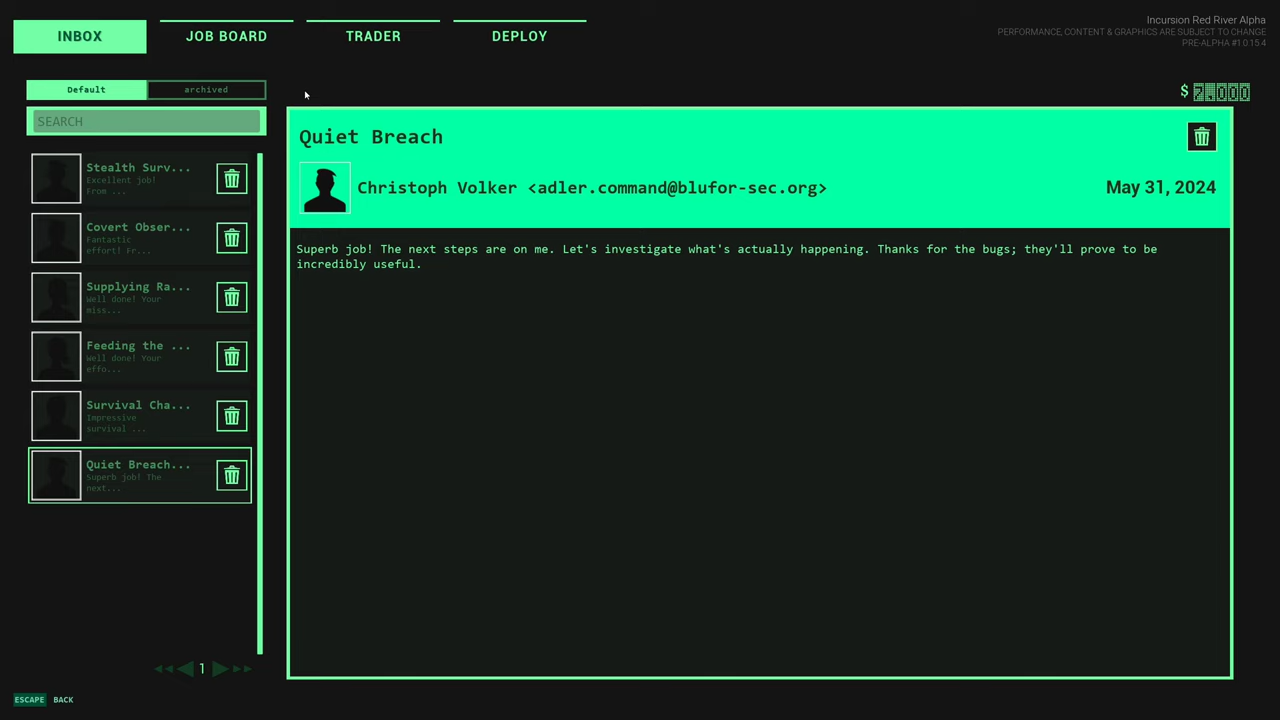 INBOX
JOB BOARD
TRADER
DEPLOY
Incursion Red River Alpha
PERFORMANCE, CONTENT & GRAPHICS ARE SUBJECT TO CHANGE
PRE-ALPHA #1.0.15.4
Default
archived
$
SEARCH
Quiet Breach
Christoph Volker <adler.command@blufor-sec.org>
May 31, 2024
Superb job! The next steps are on me. Let's investigate what's actually happening. Thanks for the bugs; they'll prove to be
incredibly useful.
Stealth Surv...
Excellent job!
From ...
Covert Obser...
Fantastic
effort! Fr...
Supplying Ra...
Well done! Your
miss...
Feeding the ...
Well done! Your
effo...
Survival Cha...
Impressive
survival ...
Quiet Breach...
Superb job! The
next...
1
ESCAPE
BACK